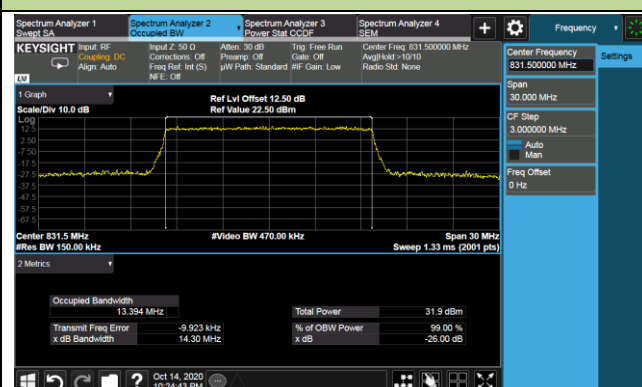 Spectrum Analyzer 1
Swept SA
Spectrum Analyzer 2
Occupied BW
Spectrum Analyzer 3
Power Stat CCDF
Spectrum Analyzer 4
SEM
Frequency
KEYSIGHT
Input: RF
Coupling: DC
Align: Auto
Input Z: 50 Ω
Corrections: Off
Freq Ref: Int (S)
NFE: Off
Atten: 30 dB
Preamp: Off
µW Path: Standard
Trig: Free Run
Gate: Off
#IF Gain: Low
Center Freq: 831.500000 MHz
Avg|Hold:>10/10
Radio Std: None
LXI
Center Frequency
831.500000 MHz
Settings
Span
30.000 MHz
CF Step
3.000000 MHz
Auto
Man
Freq Offset
0 Hz
1 Graph
Scale/Div 10.0 dB
Ref Lvl Offset 12.50 dB
Ref Value 22.50 dBm
Log
12.5
2.50
-7.50
-17.5
-27.5
-37.5
-47.5
-57.5
-67.5
Center 831.5 MHz
#Video BW 470.00 kHz
Span 30 MHz
#Res BW 150.00 kHz
Sweep 1.33 ms (2001 pts)
2 Metrics
Occupied Bandwidth
13.394 MHz
Total Power 31.9 dBm
Transmit Freq Error -9.923 kHz
% of OBW Power 99.00 %
x dB Bandwidth 14.30 MHz
x dB -26.00 dB
Oct 14, 2020
10:24:43 PM